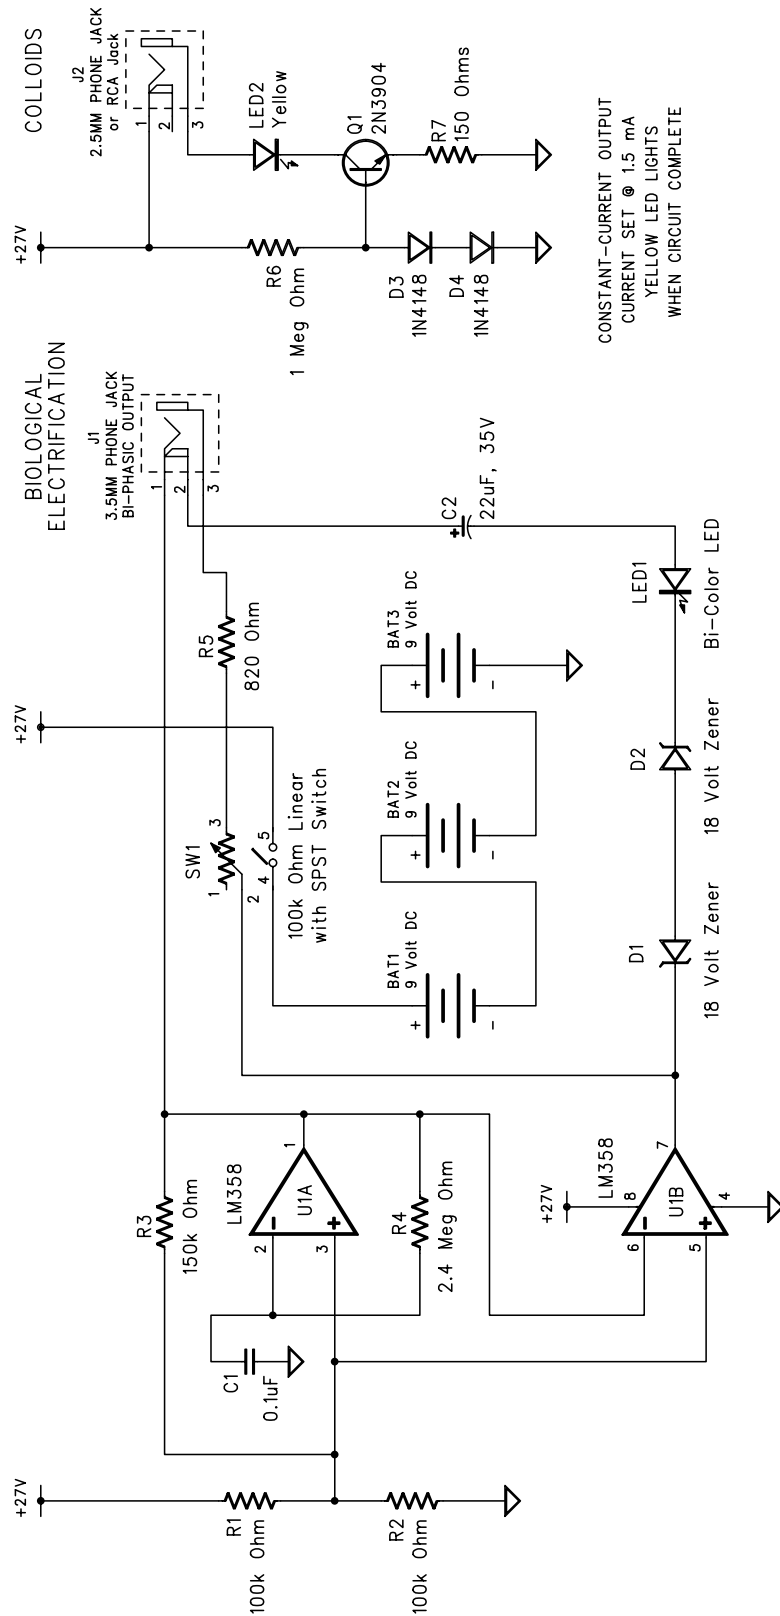 BIOLOGICAL
ELECTRIFICATION
COLLOIDS
+27V
R1
100k Ohm
R2
100k Ohm
R3
150k Ohm
C1
0.1uF
LM358
U1A
2
3
1
R4
2.4 Meg Ohm
+27V
LM358
U1B
6
5
8
4
7
SW1
1
2
3
4
5
100k Ohm Linear
with SPST Switch
+27V
R5
820 Ohm
J1
3.5MM PHONE JACK
BI-PHASIC OUTPUT
1
2
3
BAT1
9 Volt DC
+
-
BAT2
9 Volt DC
+
-
BAT3
9 Volt DC
+
-
C2
22uF, 35V
+
D1
18 Volt Zener
D2
18 Volt Zener
LED1
Bi-Color LED
+27V
J2
2.5MM PHONE JACK
or RCA Jack
1
2
3
LED2
Yellow
Q1
2N3904
R7
150 Ohms
R6
1 Meg Ohm
D3
1N4148
D4
1N4148
CONSTANT-CURRENT OUTPUT
CURRENT SET @ 1.5 mA
YELLOW LED LIGHTS
WHEN CIRCUIT COMPLETE